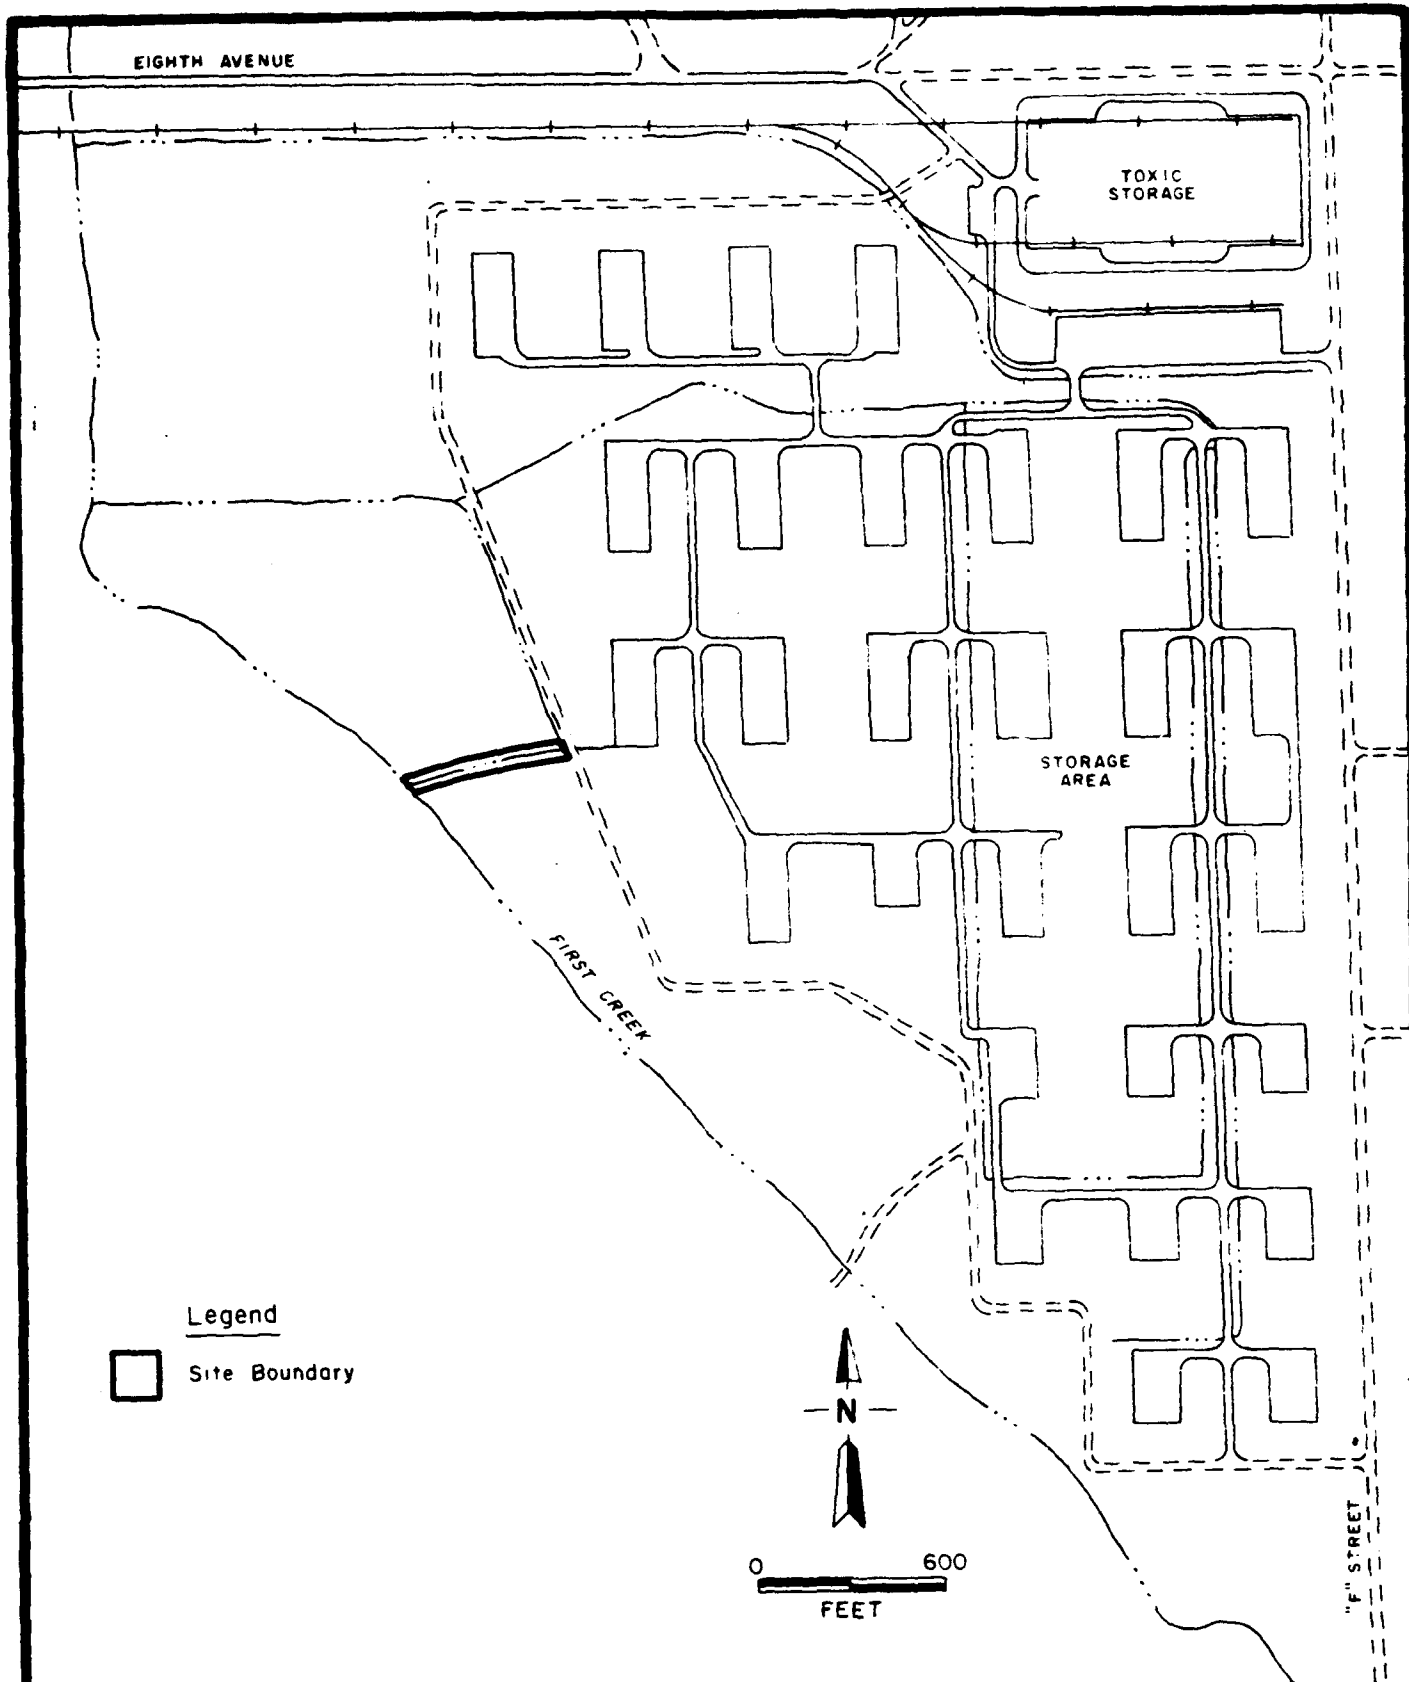 EIGHTH AVENUE
TOXIC
STORAGE
STORAGE
AREA
FIRST CREEK
Legend
Site Boundary
N
0 600
FEET
"F" STREET